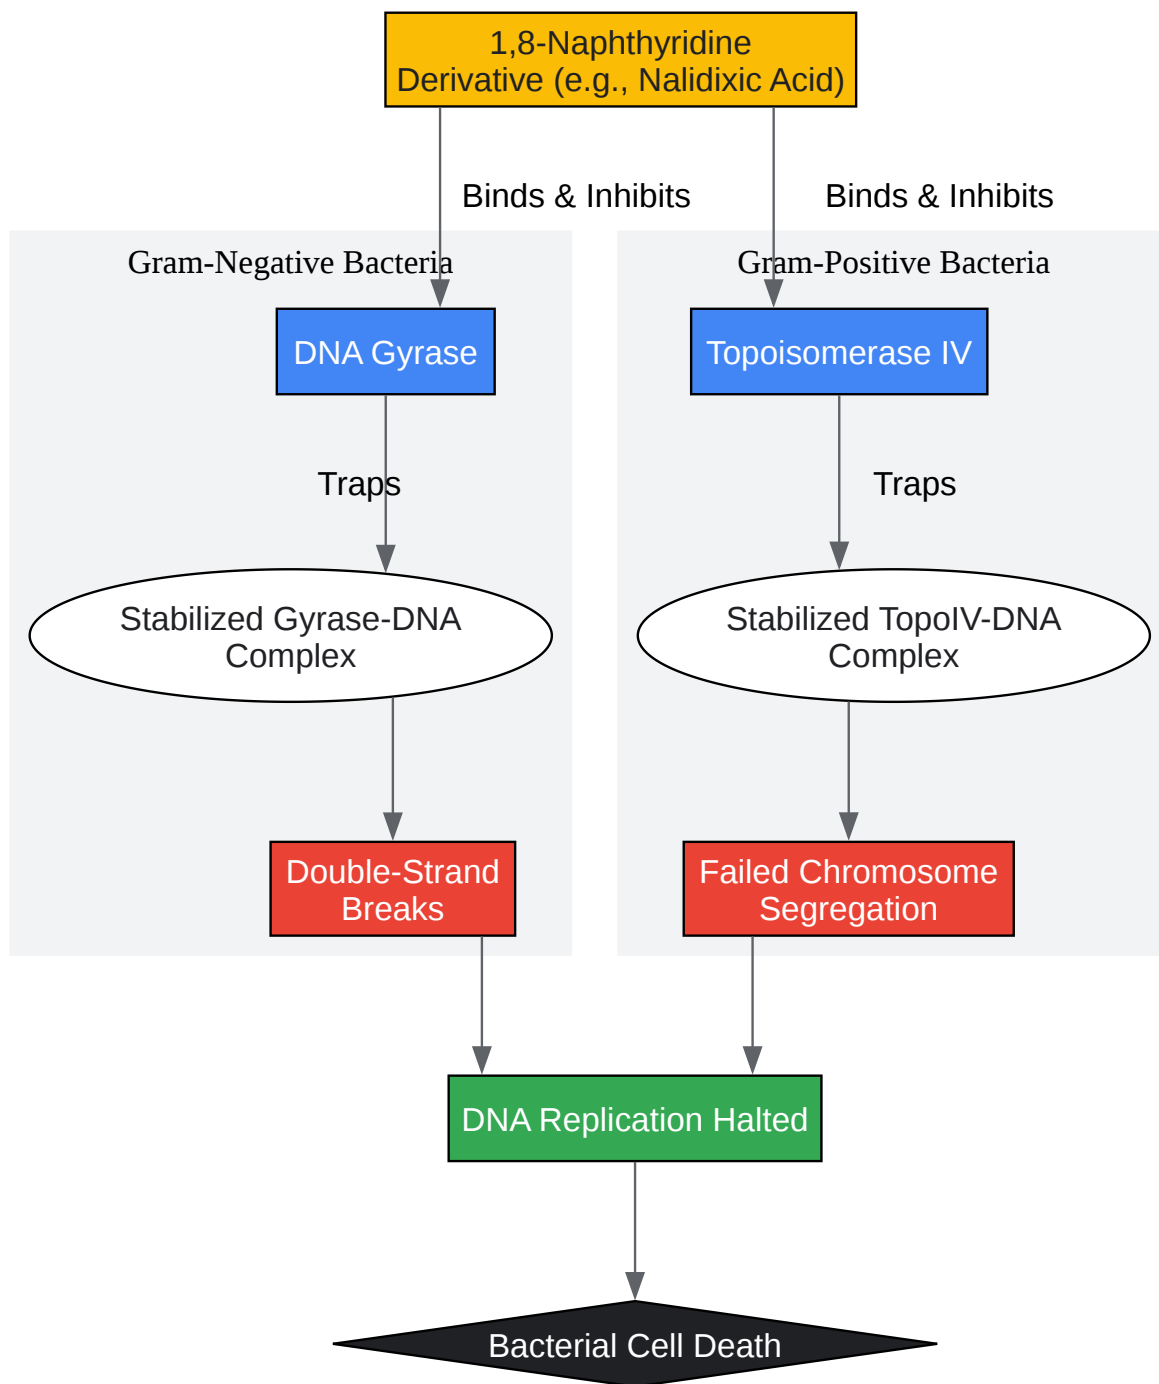 1,8-Naphthyridine
Derivative (e.g., Nalidixic Acid)
Binds & Inhibits
Binds & Inhibits
Gram-Negative Bacteria
Gram-Positive Bacteria
DNA Gyrase
Topoisomerase IV
Traps
Traps
Stabilized Gyrase-DNA
Complex
Stabilized TopoIV-DNA
Complex
Double-Strand
Breaks
Failed Chromosome
Segregation
DNA Replication Halted
Bacterial Cell Death